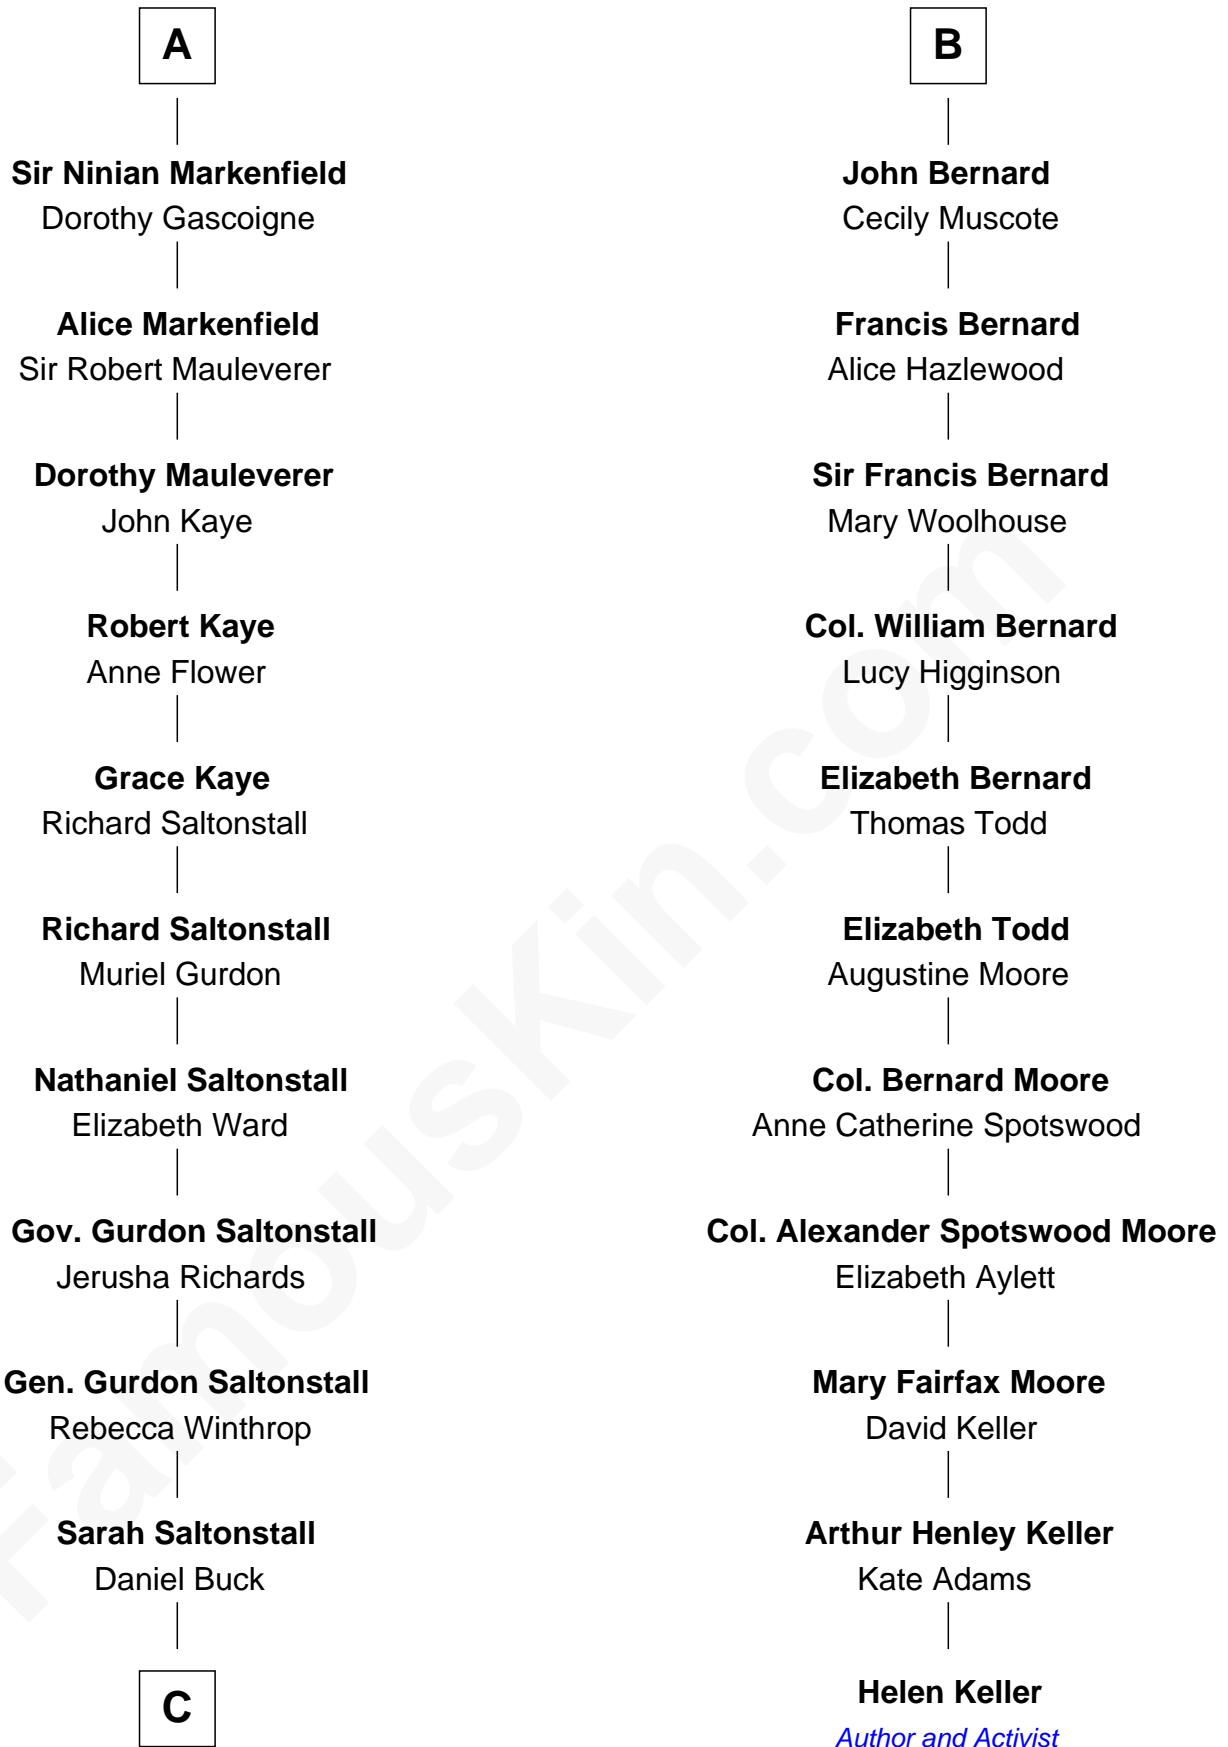 A
Sir Ninian Markenfield
Dorothy Gascoigne
Alice Markenfield
Sir Robert Mauleverer
Dorothy Mauleverer
John Kaye
Robert Kaye
Anne Flower
Grace Kaye
Richard Saltonstall
Richard Saltonstall
Muriel Gurdon
Nathaniel Saltonstall
Elizabeth Ward
Gov. Gurdon Saltonstall
Jerusha Richards
Gen. Gurdon Saltonstall
Rebecca Winthrop
Sarah Saltonstall
Daniel Buck
C
B
John Bernard
Cecily Muscote
Francis Bernard
Alice Hazlewood
Sir Francis Bernard
Mary Woolhouse
Col. William Bernard
Lucy Higginson
Elizabeth Bernard
Thomas Todd
Elizabeth Todd
Augustine Moore
Col. Bernard Moore
Anne Catherine Spotswood
Col. Alexander Spotswood Moore
Elizabeth Aylett
Mary Fairfax Moore
David Keller
Arthur Henley Keller
Kate Adams
Helen Keller
Author and Activist
FamousKin.com